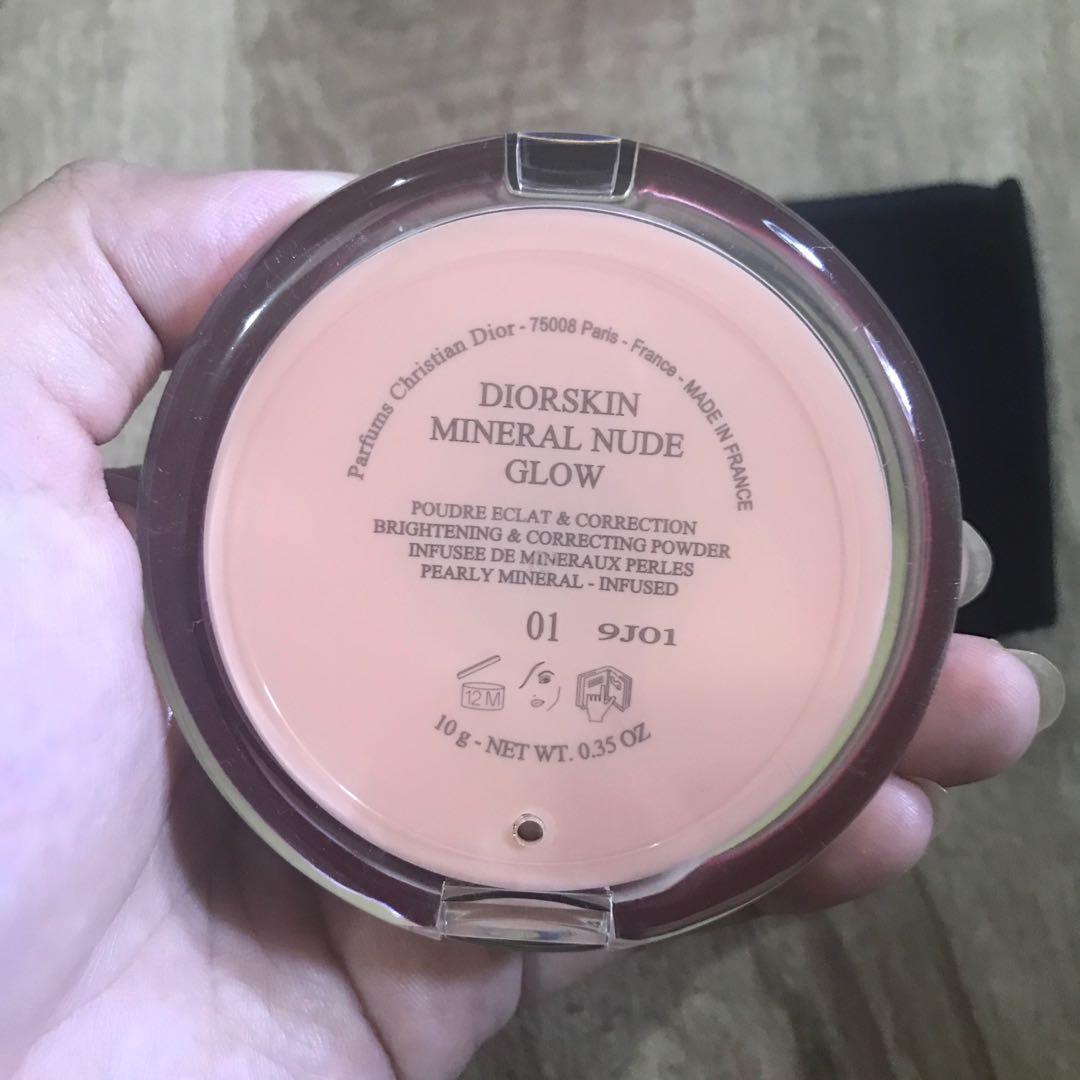 Parfums Christian Dior - 75008 Paris - France - MADE IN FRANCE
DIORSKIN
MINERAL NUDE
GLOW
POUDRE ECLAT & CORRECTION
BRIGHTENING & CORRECTING POWDER
INFUSEE DE MINERAUX PERLES
PEARLY MINERAL - INFUSED
01 9J01
12 M
10 g - NET WT. 0.35 OZ